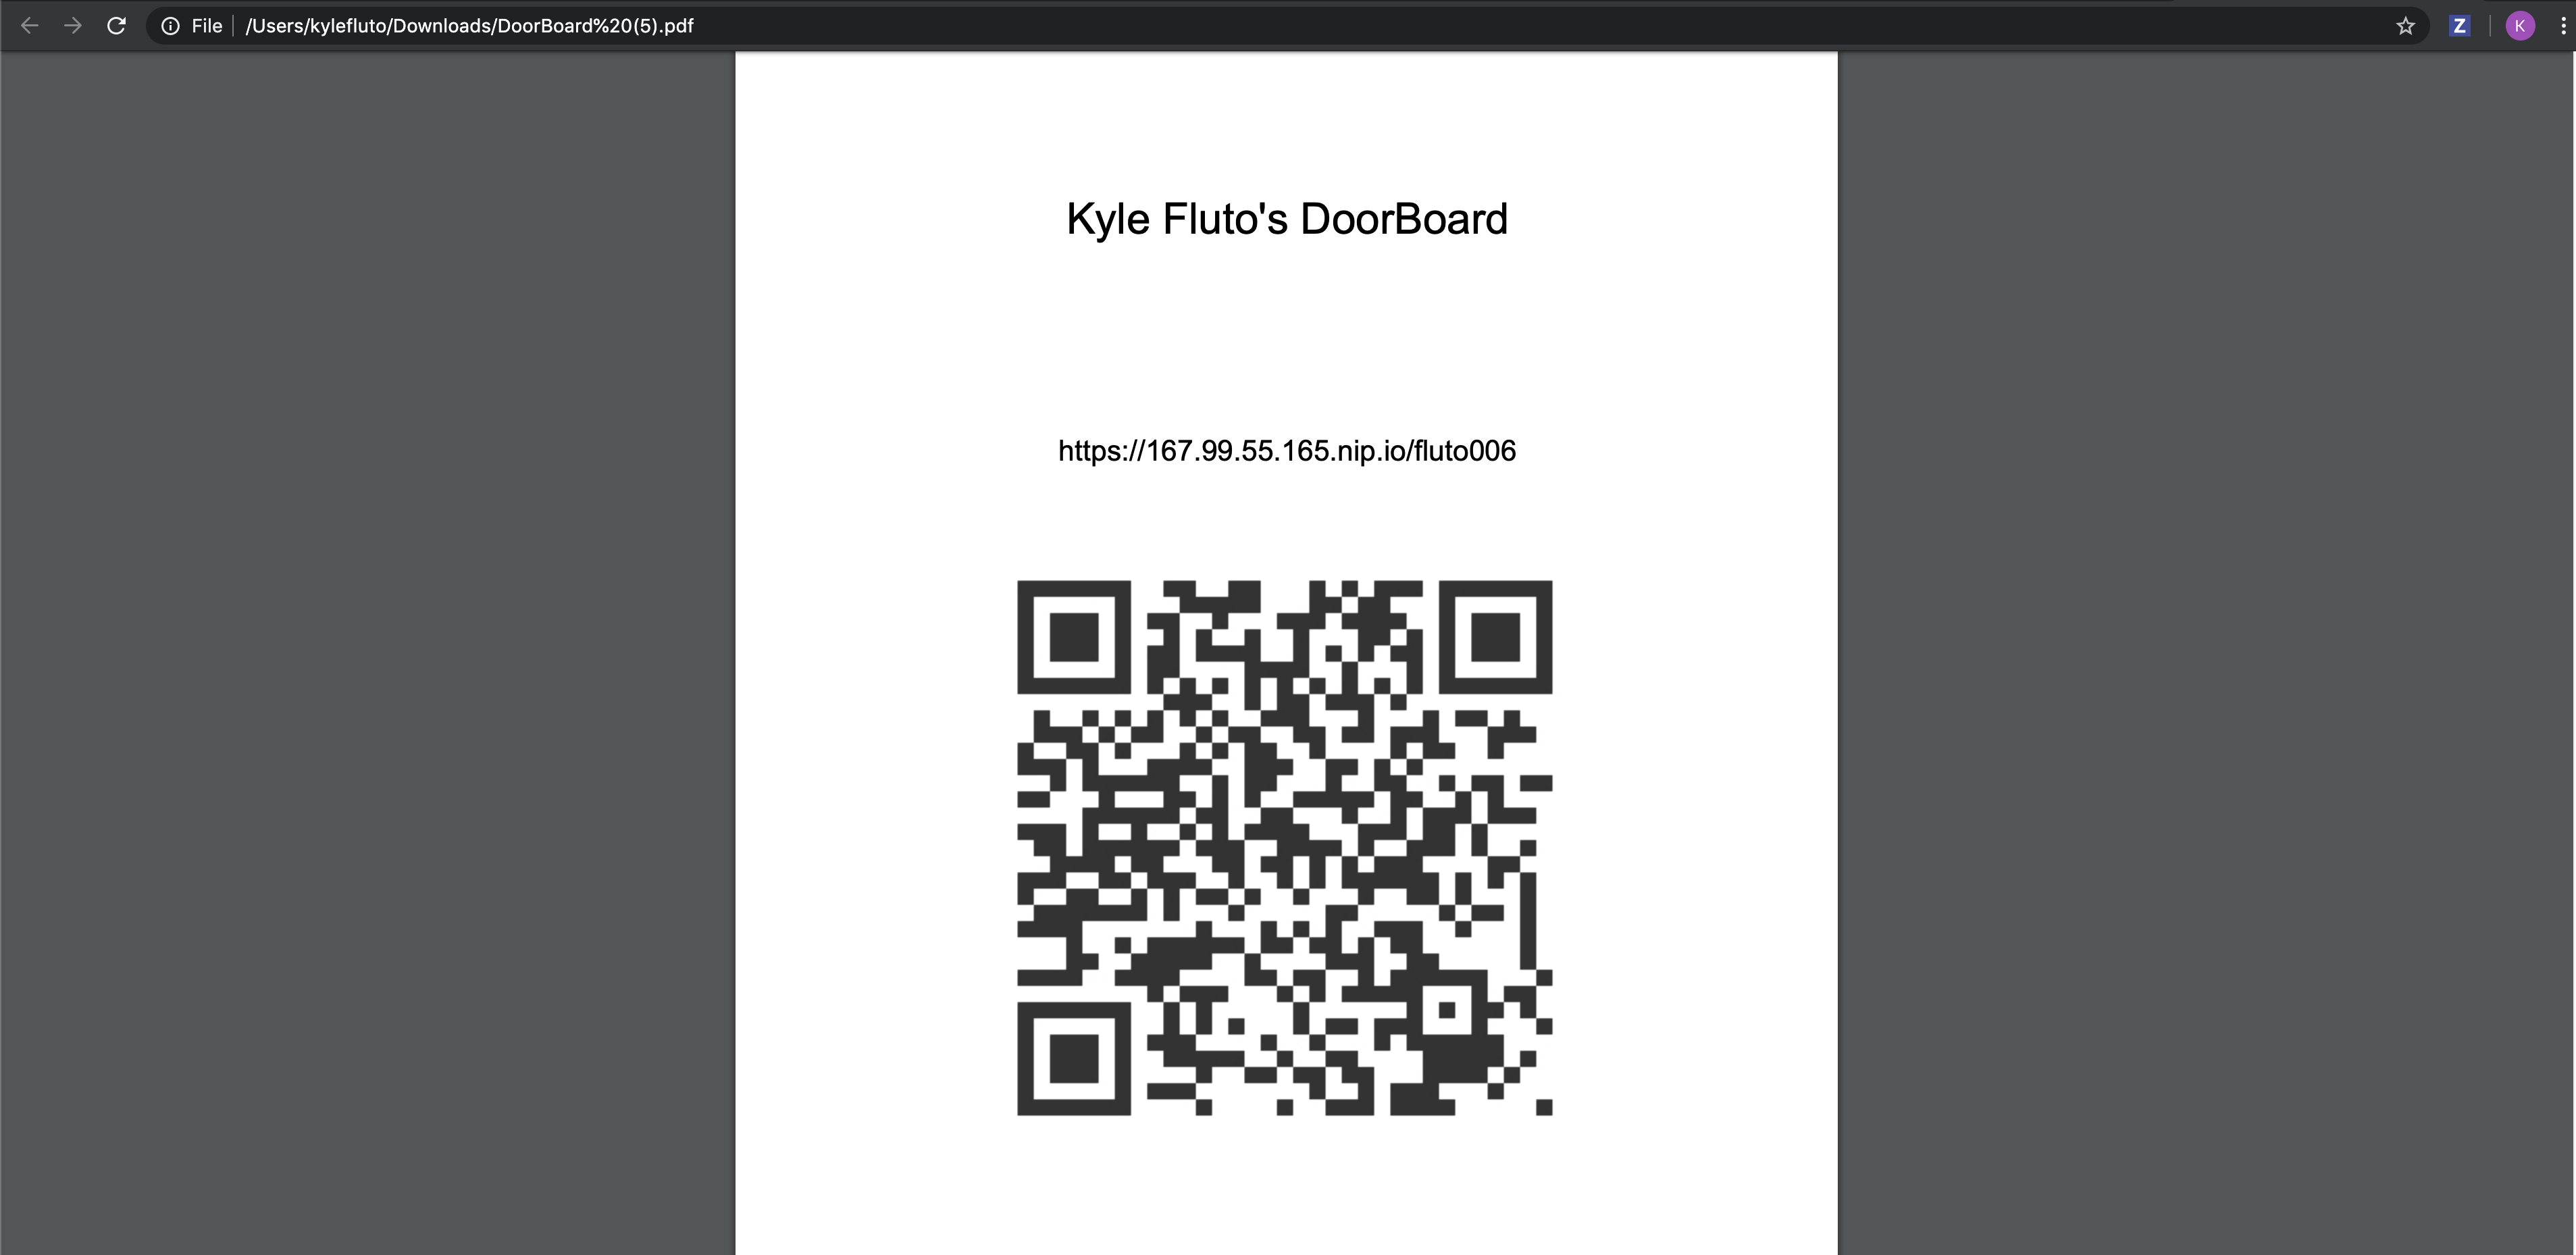 File /Users/kylefluto/Downloads/DoorBoard%20(5).pdf Z K
Kyle Fluto's DoorBoard
https://167.99.55.165.nip.io/fluto006